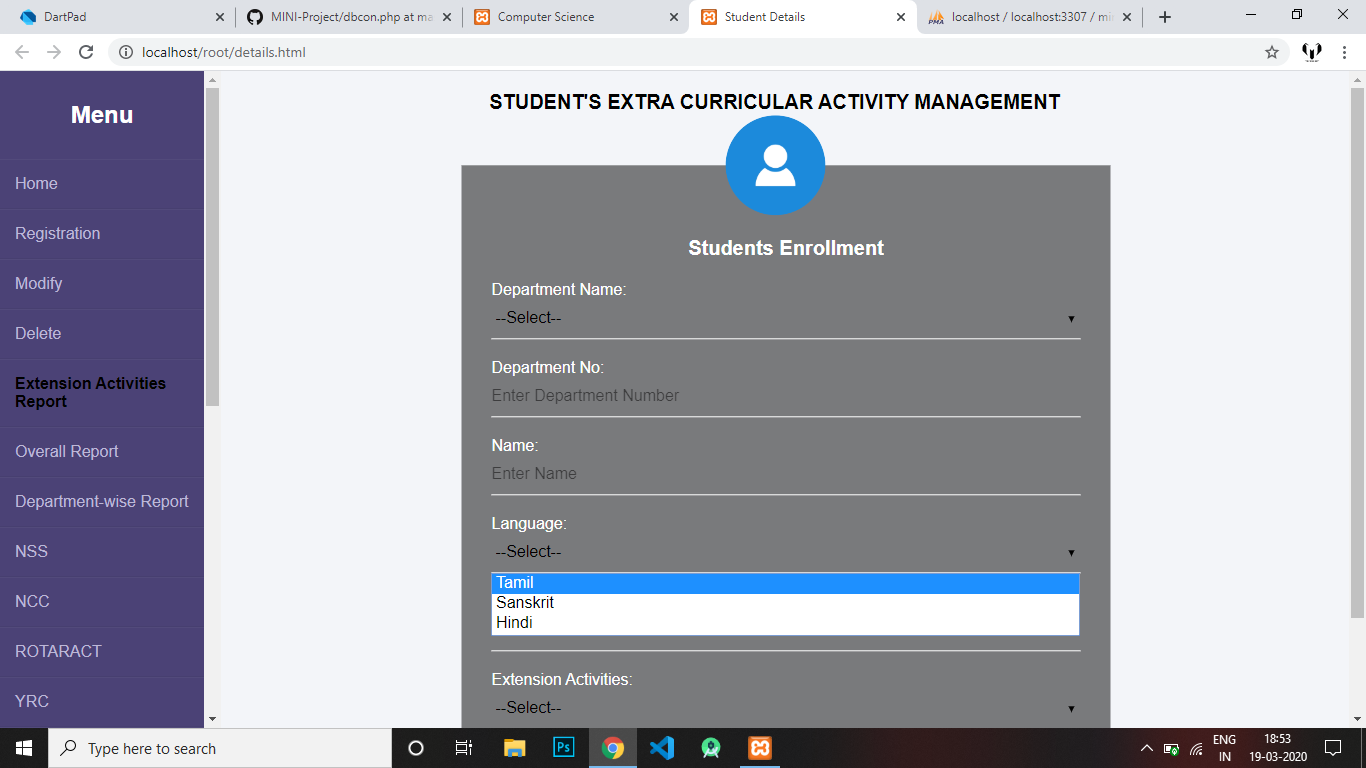 DartPad
MINI-Project/dbcon.php at ma
Computer Science
Student Details
localhost / localhost:3307 / mi
localhost/root/details.html
Menu
Home
Registration
Modify
Delete
Extension Activities
Report
Overall Report
Department-wise Report
NSS
NCC
ROTARACT
YRC
STUDENT'S EXTRA CURRICULAR ACTIVITY MANAGEMENT
Students Enrollment
Department Name:
--Select--
Department No:
Enter Department Number
Name:
Enter Name
Language:
--Select--
Tamil
Sanskrit
Hindi
Extension Activities:
--Select--
Type here to search
Ps
ENG
IN
18:53
19-03-2020